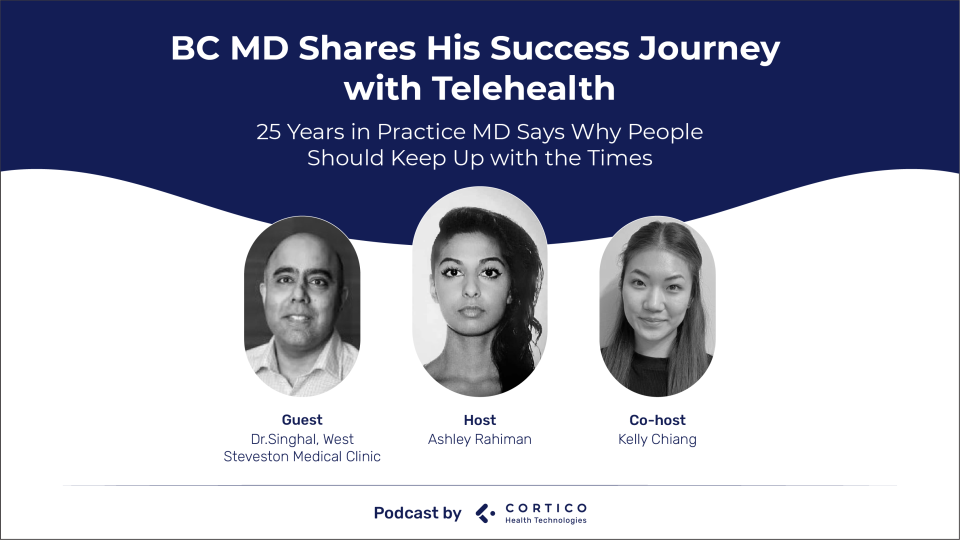 BC MD Shares His Success Journey
with Telehealth
25 Years in Practice MD Says Why People
Should Keep Up with the Times
Guest
Dr.Singhal, West
Steveston Medical Clinic
Host
Ashley Rahiman
Co-host
Kelly Chiang
Podcast by
CORTICO
Health Technologies